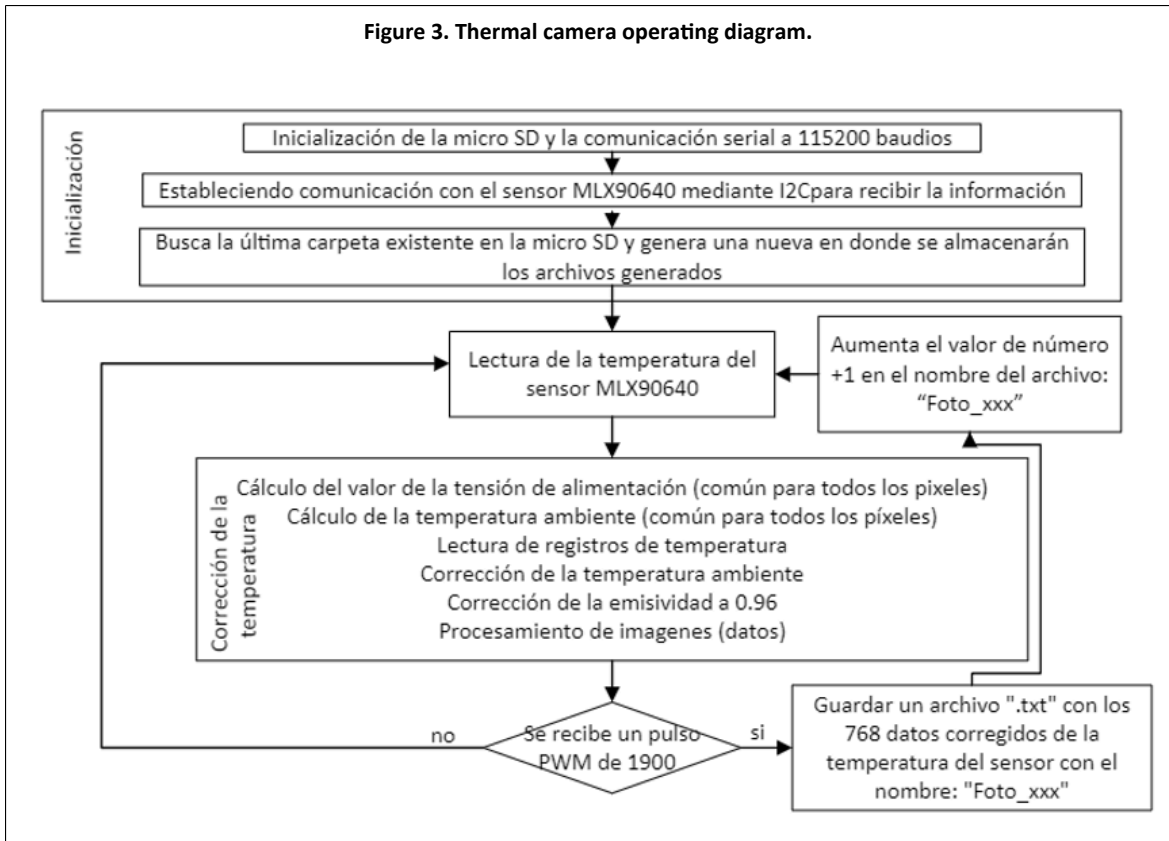 Figure 3. Thermal camera operating diagram.
Inicialización
Inicialización de la micro SD y la comunicación serial a 115200 baudios
Estableciendo comunicación con el sensor MLX90640 mediante I2Cpara recibir la información
Busca la última carpeta existente en la micro SD y genera una nueva en donde se almacenarán
los archivos generados
Lectura de la temperatura del
sensor MLX90640
Aumenta el valor de número
+1 en el nombre del archivo:
“Foto_xxx”
Corrección de la
temperatura
Cálculo del valor de la tensión de alimentación (común para todos los pixeles)
Cálculo de la temperatura ambiente (común para todos los píxeles)
Lectura de registros de temperatura
Corrección de la temperatura ambiente
Corrección de la emisividad a 0.96
Procesamiento de imagenes (datos)
no
Se recibe un pulso
PWM de 1900
si
Guardar un archivo ".txt" con los
768 datos corregidos de la
temperatura del sensor con el
nombre: "Foto_xxx"